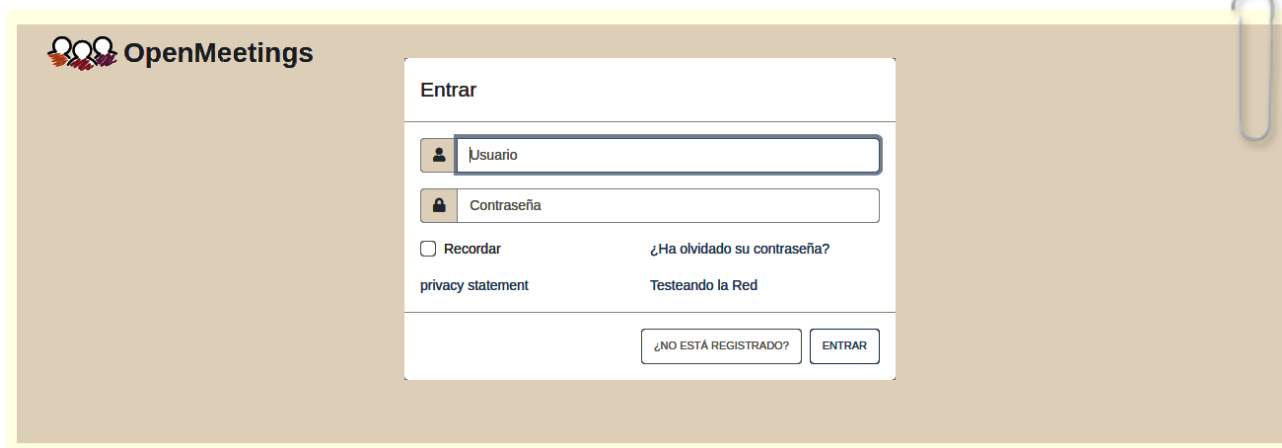 OpenMeetings
Entrar
Usuario
Contraseña
Recordar
¿Ha olvidado su contraseña?
privacy statement
Testeando la Red
¿NO ESTÁ REGISTRADO?
ENTRAR